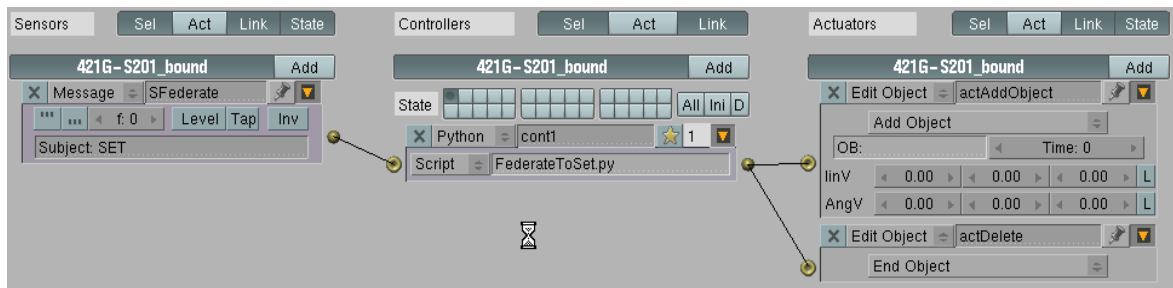 Sensors Sel Act Link State Controllers Sel Act Link Actuators Sel Act Link State
421G-S201_bound Add 421G-S201_bound Add 421G-S201_bound Add
X Message SFederate State All Ini D X Edit Object actAddObject
f: 0 Level Tap Inv X Python cont1 1 Add Object
Subject: SET Script FederateToSet.py OB: Time: 0
linV 0.00 0.00 0.00 L
AngV 0.00 0.00 0.00 L
X Edit Object actDelete
End Object